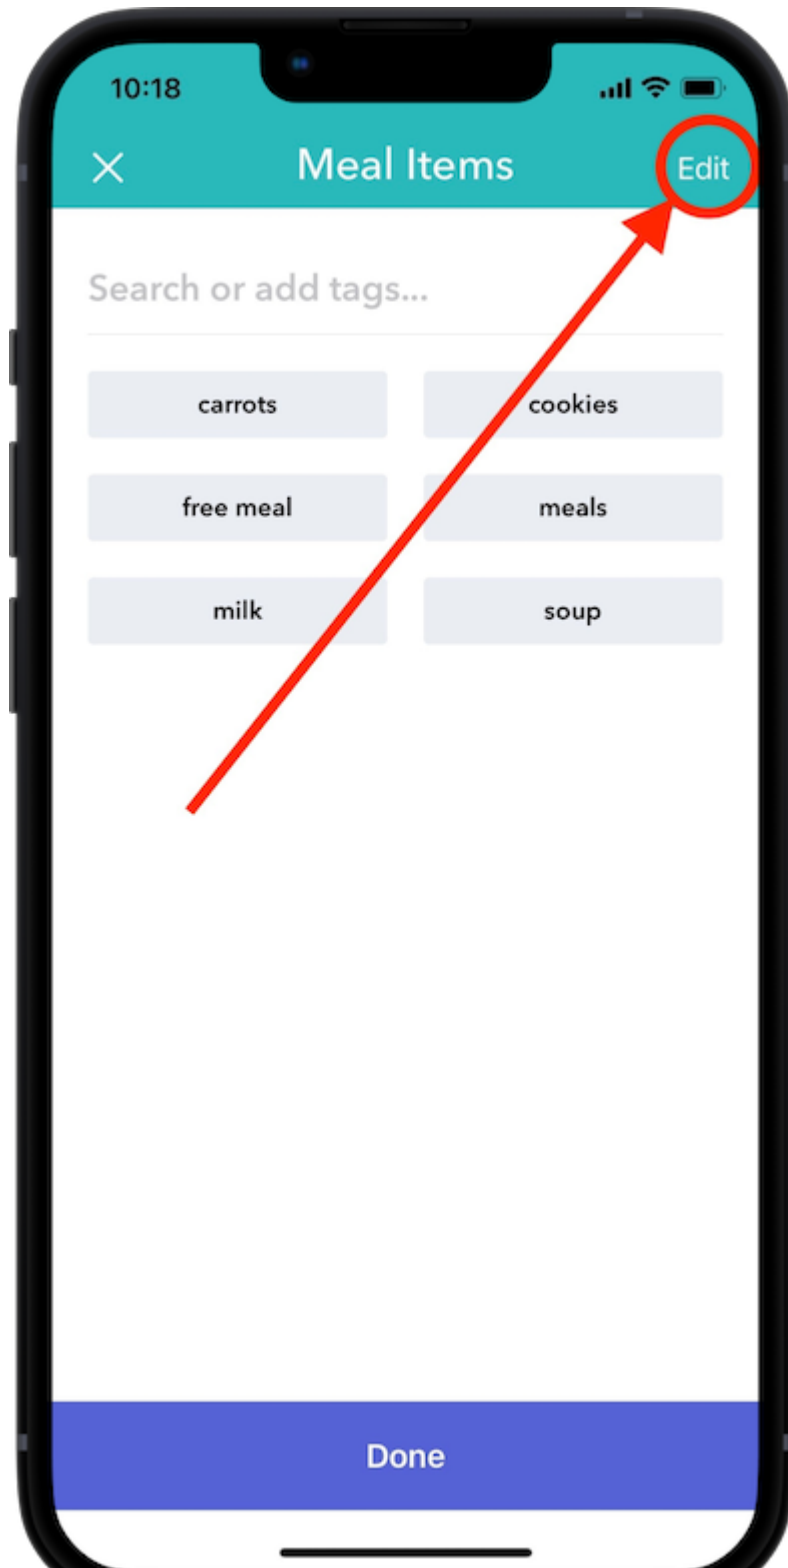 10:18
Meal Items
Edit
Search or add tags...
carrots
cookies
free meal
meals
milk
soup
Done